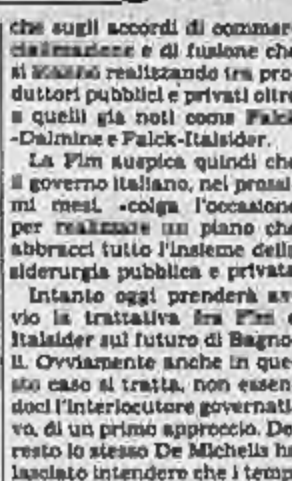 che sugli accordi di commer-
cializzazione e di fusione che
si stanno realizzando tra pro-
duttori pubblici e privati oltre
a quelli già noti come Falck
-Dalmine e Falck-Italsider.
La Flm auspica quindi che
il governo italiano, nei prossi-
mi mesi, «colga l'occasione
per realizzare un piano che
abbracci tutto l'insieme della
siderurgia pubblica e privata
Intanto oggi prenderà av-
vio la trattativa fra Flm e
Italsider sul futuro di Bagno-
li. Ovviamente anche in que-
sto caso si tratta, non essen-
doci l'interlocutore governati-
vo, di un primo approccio. Del
resto lo stesso De Michelis ha
lasciato intendere che i temp